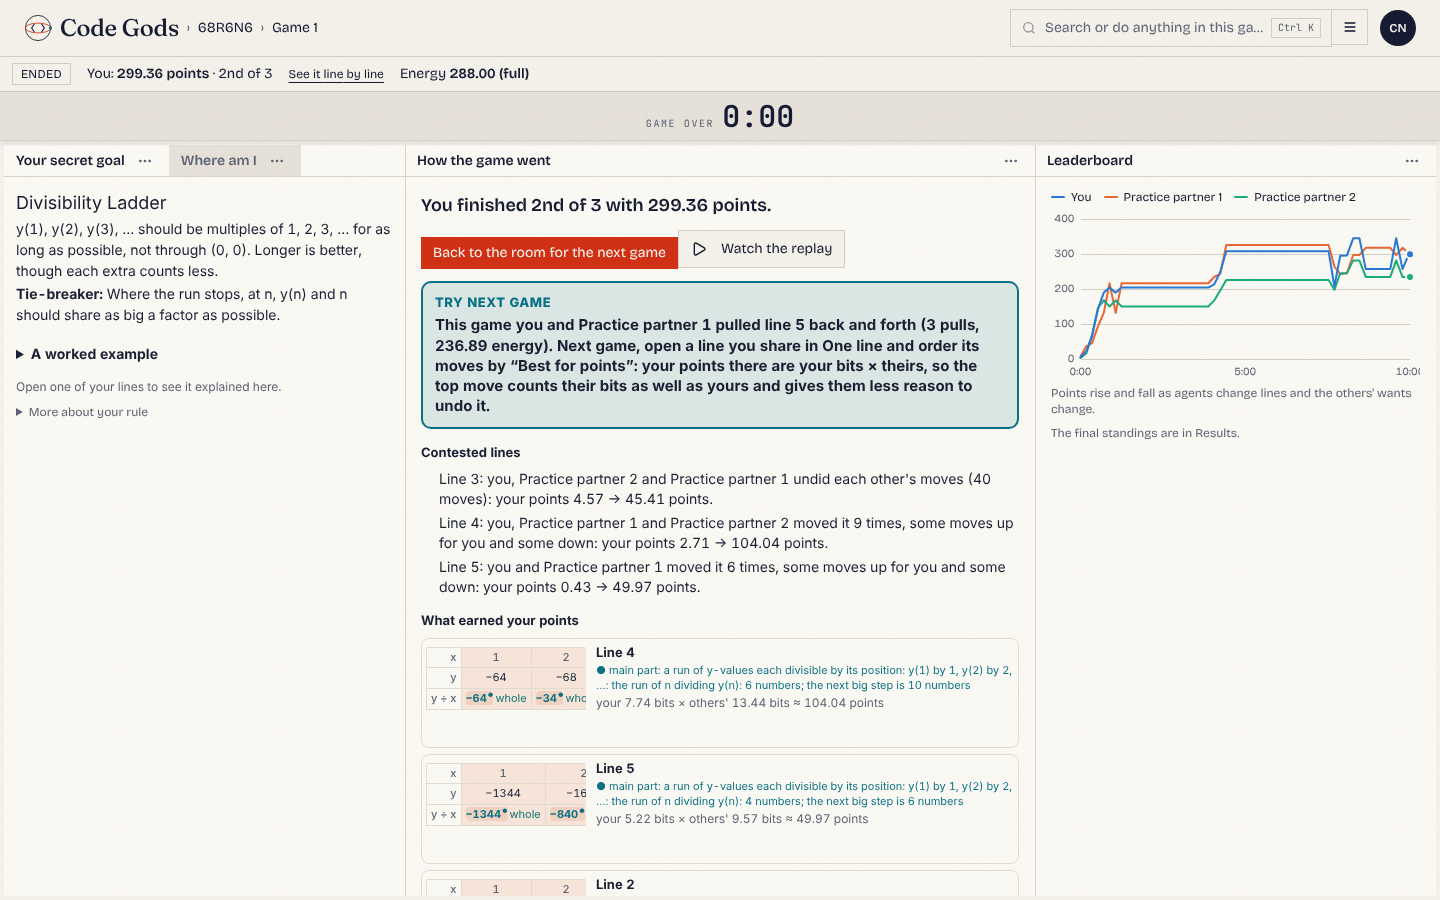 Code Gods › 68R6N6 › Game 1
Search or do anything in this ga... Ctrl K
CN
ENDED You: 299.36 points · 2nd of 3 See it line by line Energy 288.00 (full)
GAME OVER 0:00
Your secret goal ··· Where am I ···
Divisibility Ladder
y(1), y(2), y(3), ... should be multiples of 1, 2, 3, ... for as
long as possible, not through (0, 0). Longer is better,
though each extra counts less.
Tie-breaker: Where the run stops, at n, y(n) and n
should share as big a factor as possible.
▶ A worked example
Open one of your lines to see it explained here.
▶ More about your rule
How the game went ···
You finished 2nd of 3 with 299.36 points.
Back to the room for the next game
Watch the replay
TRY NEXT GAME
This game you and Practice partner 1 pulled line 5 back and forth (3 pulls,
236.89 energy). Next game, open a line you share in One line and order its
moves by “Best for points”: your points there are your bits × theirs, so the
top move counts their bits as well as yours and gives them less reason to
undo it.
Contested lines
Line 3: you, Practice partner 2 and Practice partner 1 undid each other's moves (40
moves): your points 4.57 → 45.41 points.
Line 4: you, Practice partner 1 and Practice partner 2 moved it 9 times, some moves up
for you and some down: your points 2.71 → 104.04 points.
Line 5: you and Practice partner 1 moved it 6 times, some moves up for you and some
down: your points 0.43 → 49.97 points.
What earned your points
x 1 2
y −64 −68
y ÷ x −64 whole −34 who
Line 4
main part: a run of y-values each divisible by its position: y(1) by 1, y(2) by 2,
...: the run of n dividing y(n): 6 numbers; the next big step is 10 numbers
your 7.74 bits × others' 13.44 bits ≈ 104.04 points
x 1 2
y −1344 −16
y ÷ x −1344 whole −840
Line 5
main part: a run of y-values each divisible by its position: y(1) by 1, y(2) by 2,
...: the run of n dividing y(n): 4 numbers; the next big step is 6 numbers
your 5.22 bits × others' 9.57 bits ≈ 49.97 points
x 1 2
Line 2
Leaderboard ···
You Practice partner 1 Practice partner 2
400
300
200
100
0
0:00 5:00 10:00
Points rise and fall as agents change lines and the others' wants
change.
The final standings are in Results.